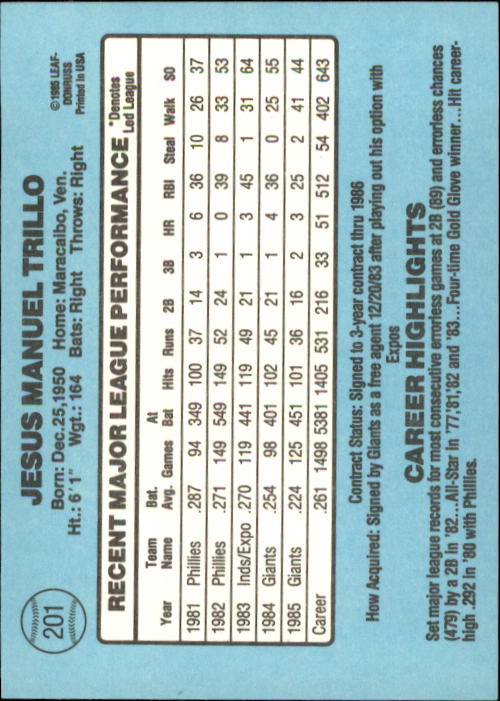 201
JESUS MANUEL TRILLO
©1985 LEAF-
DONRUSS
Printed in USA
Born: Dec.25,1950 Home: Maracaibo, Ven.
Ht.: 6'1" Wgt.: 164 Bats: Right Throws: Right
RECENT MAJOR LEAGUE PERFORMANCE
*Denotes
Led League
Team Bat. At
Year Name Avg. Games Bat Hits Runs 2B 3B HR RBI Steal Walk SO
1981 Phillies .287 94 349 100 37 14 3 6 36 10 26 37
1982 Phillies .271 149 549 149 52 24 1 0 39 8 33 53
1983 Inds/Expo .270 119 441 119 49 21 1 3 45 1 31 64
1984 Giants .254 98 401 102 45 21 1 4 36 0 25 55
1985 Giants .224 125 451 101 36 16 2 3 25 2 41 44
Career .261 1498 5381 1405 531 216 33 51 512 54 402 643
Contract Status: Signed to 3-year contract thru 1986
How Acquired: Signed by Giants as a free agent 12/20/83 after playing out his option with
Expos
CAREER HIGHLIGHTS
Set major league records for most consecutive errorless games at 2B (89) and errorless chances
(479) by a 2B in '82...All-Star in '77,'81,'82 and '83...Four-time Gold Glove winner...Hit career-
high .292 in '80 with Phillies.